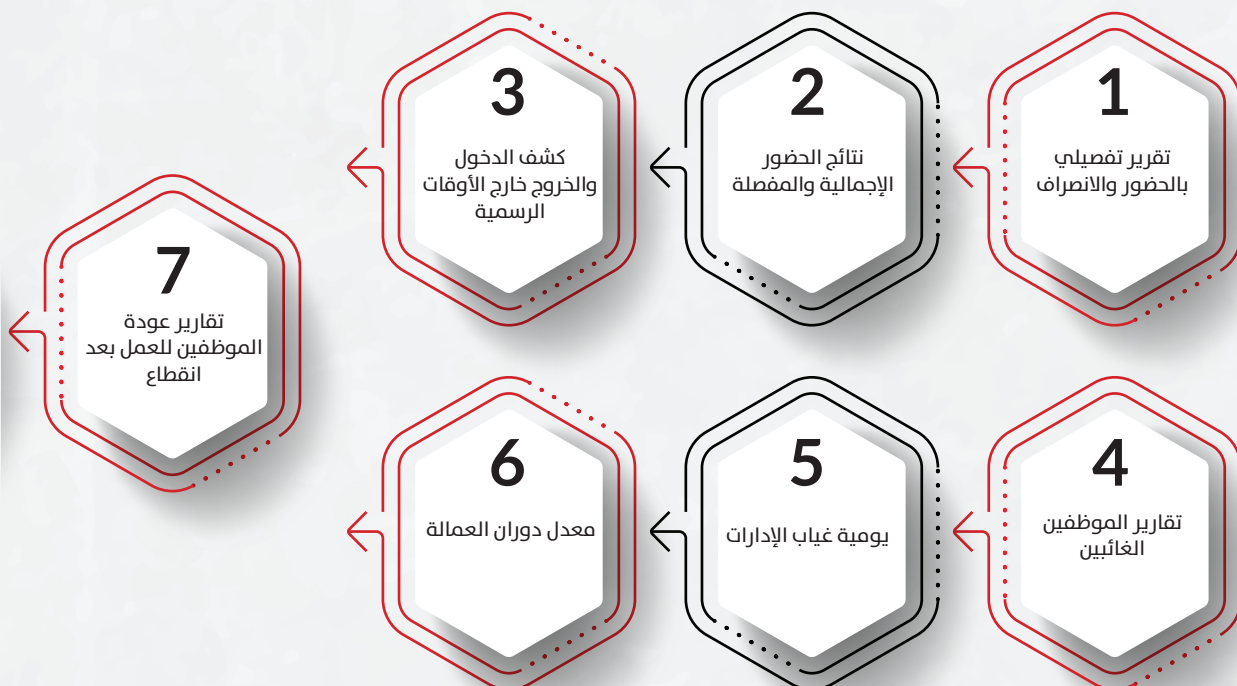 1
تقرير تفصيلي
بالحضور والانصراف
2
نتائج الحضور
الإجمالية والمفصلة
3
كشف الدخول
والخروج خارج الأوقات
الرسمية
4
تقارير الموظفين
الغائبين
5
يومية غياب الإدارات
6
معدل دوران العمالة
7
تقارير عودة
الموظفين للعمل بعد
انقطاع